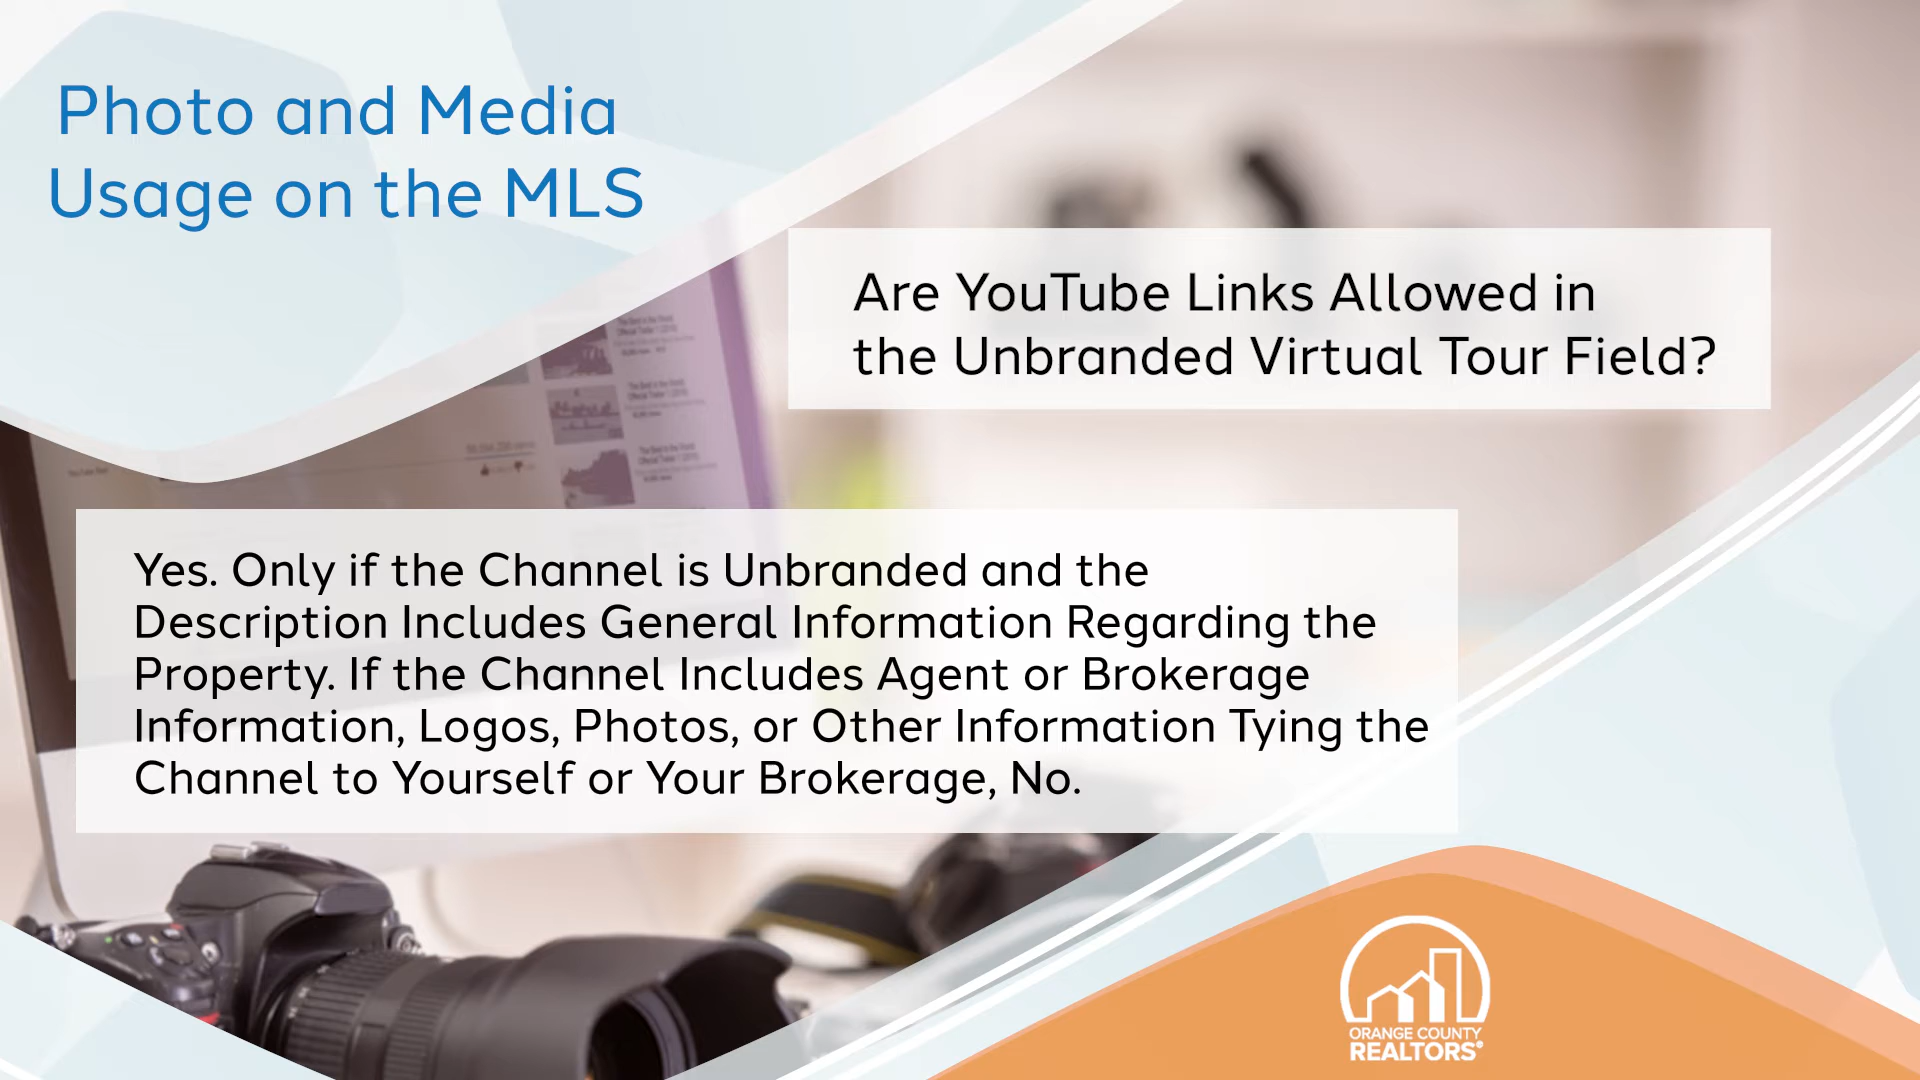 Photo and Media
Usage on the MLS
Are YouTube Links Allowed in
the Unbranded Virtual Tour Field?
Yes. Only if the Channel is Unbranded and the
Description Includes General Information Regarding the
Property. If the Channel Includes Agent or Brokerage
Information, Logos, Photos, or Other Information Tying the
Channel to Yourself or Your Brokerage, No.
ORANGE COUNTY
REALTORS®